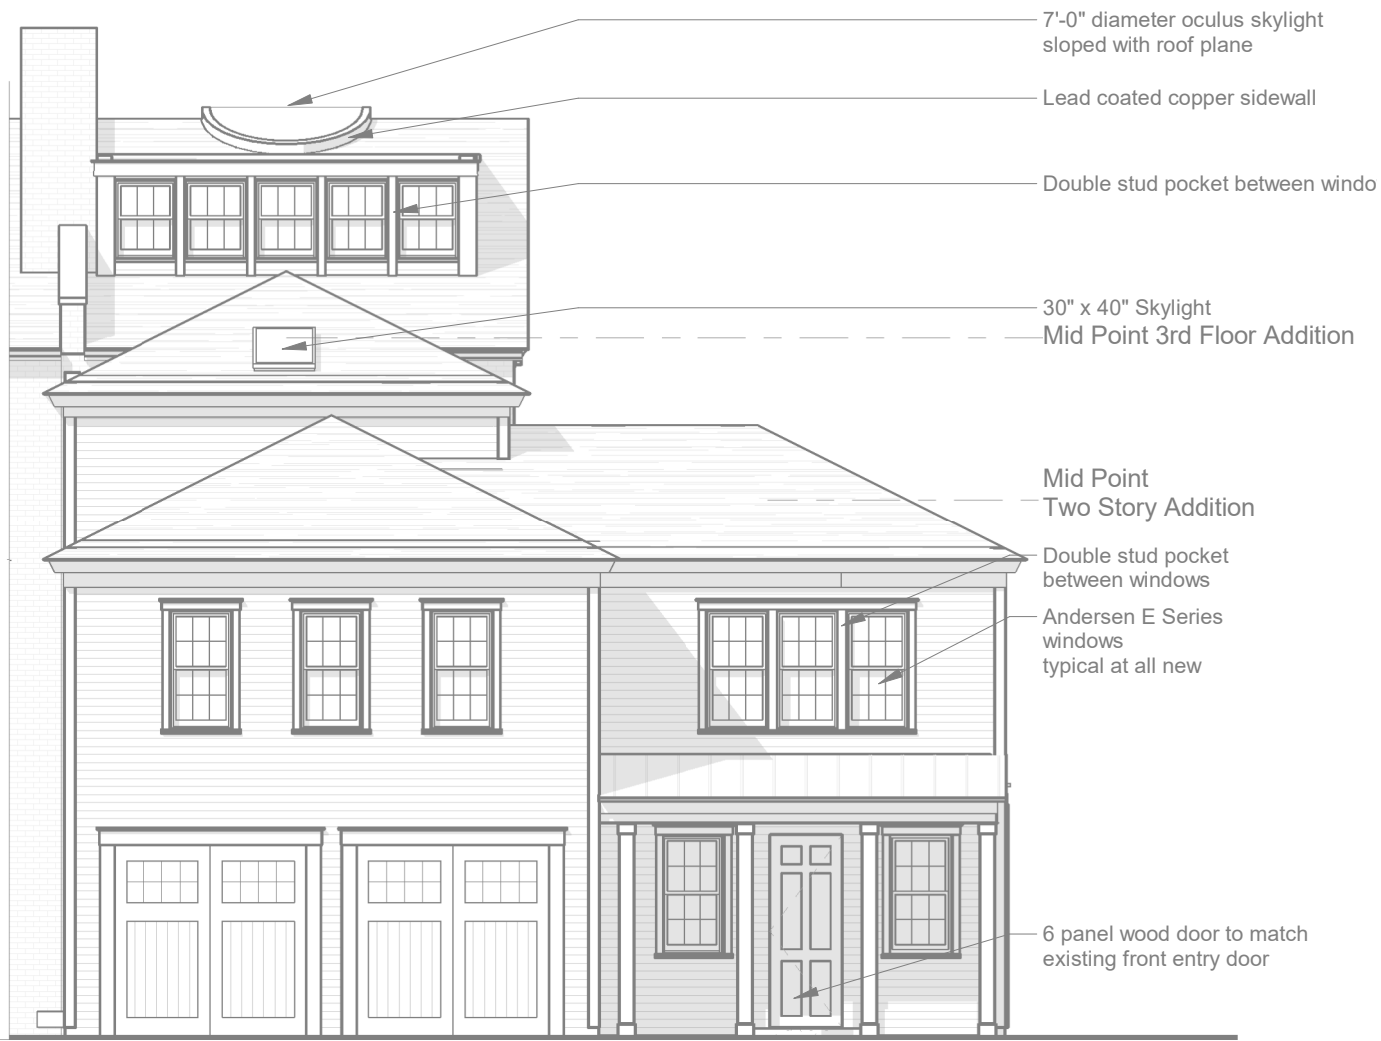 7'-0" diameter oculus skylight
sloped with roof plane
Lead coated copper sidewall
Double stud pocket between windo
30" x 40" Skylight
Mid Point 3rd Floor Addition
Mid Point
Two Story Addition
Double stud pocket
between windows
Andersen E Series
windows
typical at all new
6 panel wood door to match
existing front entry door